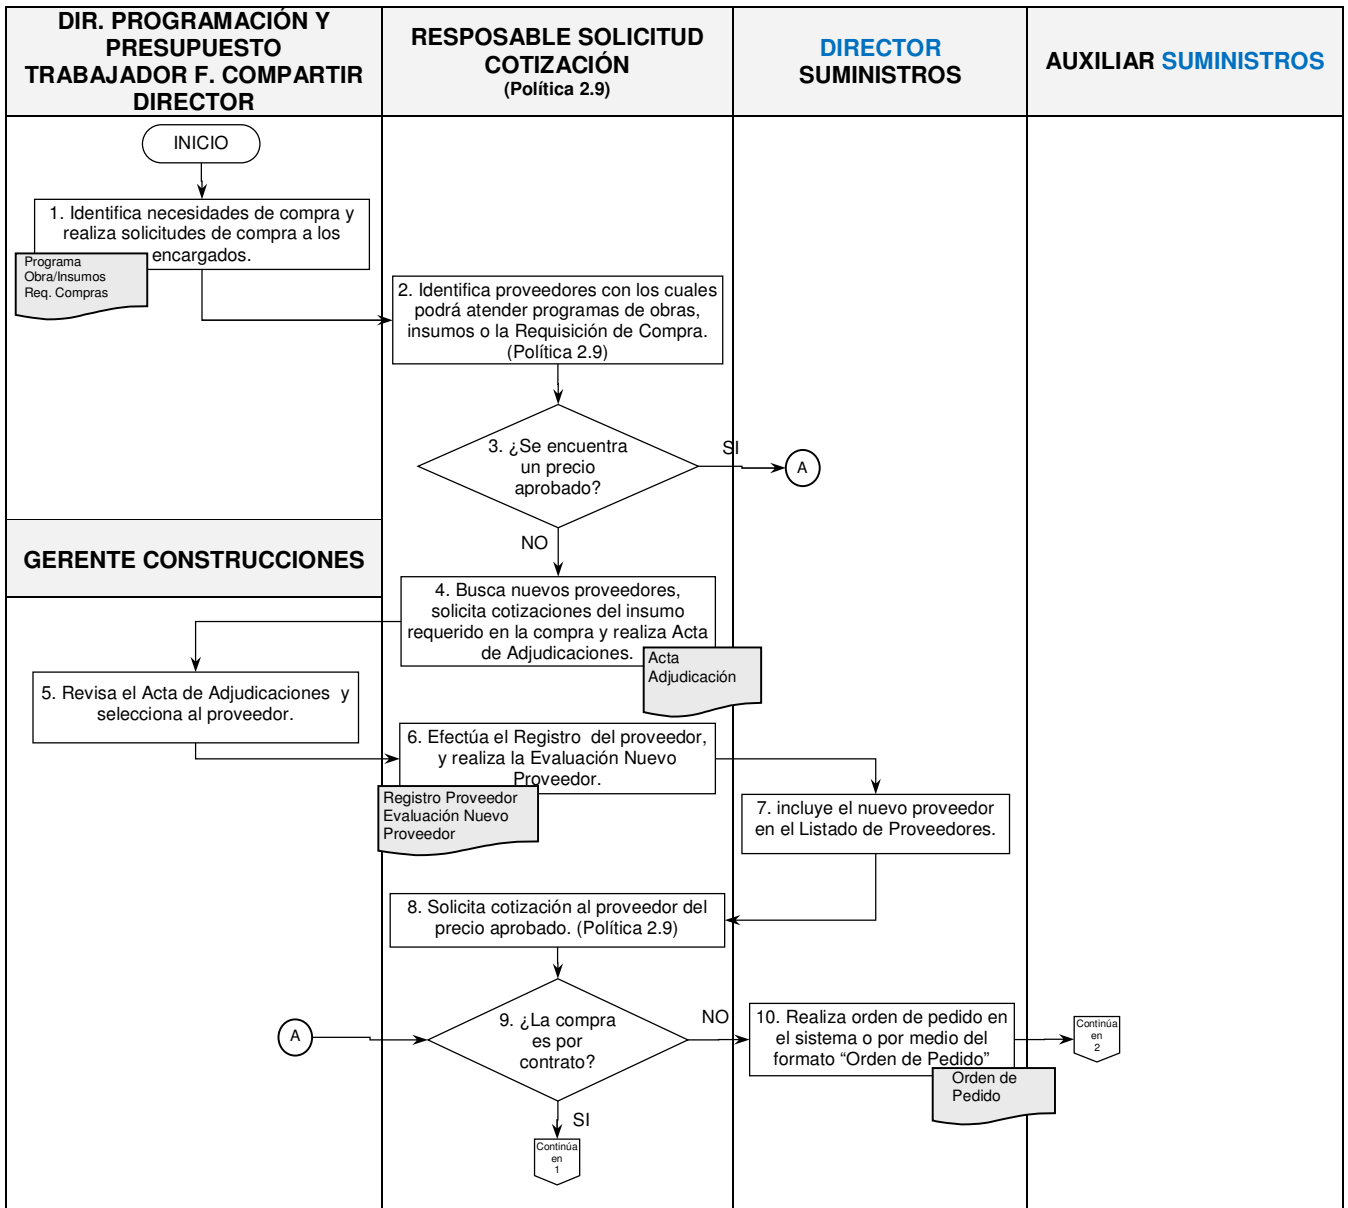 DIR. PROGRAMACIÓN Y
PRESUPUESTO
TRABAJADOR F. COMPARTIR
DIRECTOR
RESPOSABLE SOLICITUD
COTIZACIÓN
(Política 2.9)
DIRECTOR
SUMINISTROS
AUXILIAR SUMINISTROS
INICIO
1. Identifica necesidades de compra y
realiza solicitudes de compra a los
encargados.
Programa
Obra/Insumos
Req. Compras
2. Identifica proveedores con los cuales
podrá atender programas de obras,
insumos o la Requisición de Compra.
(Política 2.9)
3. ¿Se encuentra
un precio
aprobado?
SI
A
NO
GERENTE CONSTRUCCIONES
4. Busca nuevos proveedores,
solicita cotizaciones del insumo
requerido en la compra y realiza Acta
de Adjudicaciones.
Acta
Adjudicación
5. Revisa el Acta de Adjudicaciones y
selecciona al proveedor.
6. Efectúa el Registro del proveedor,
y realiza la Evaluación Nuevo
Proveedor.
Registro Proveedor
Evaluación Nuevo
Proveedor
7. incluye el nuevo proveedor
en el Listado de Proveedores.
8. Solicita cotización al proveedor del
precio aprobado. (Política 2.9)
A
9. ¿La compra
es por
contrato?
NO
10. Realiza orden de pedido en
el sistema o por medio del
formato “Orden de Pedido”
Orden de
Pedido
Continúa
en
2
SI
Continúa
en
1